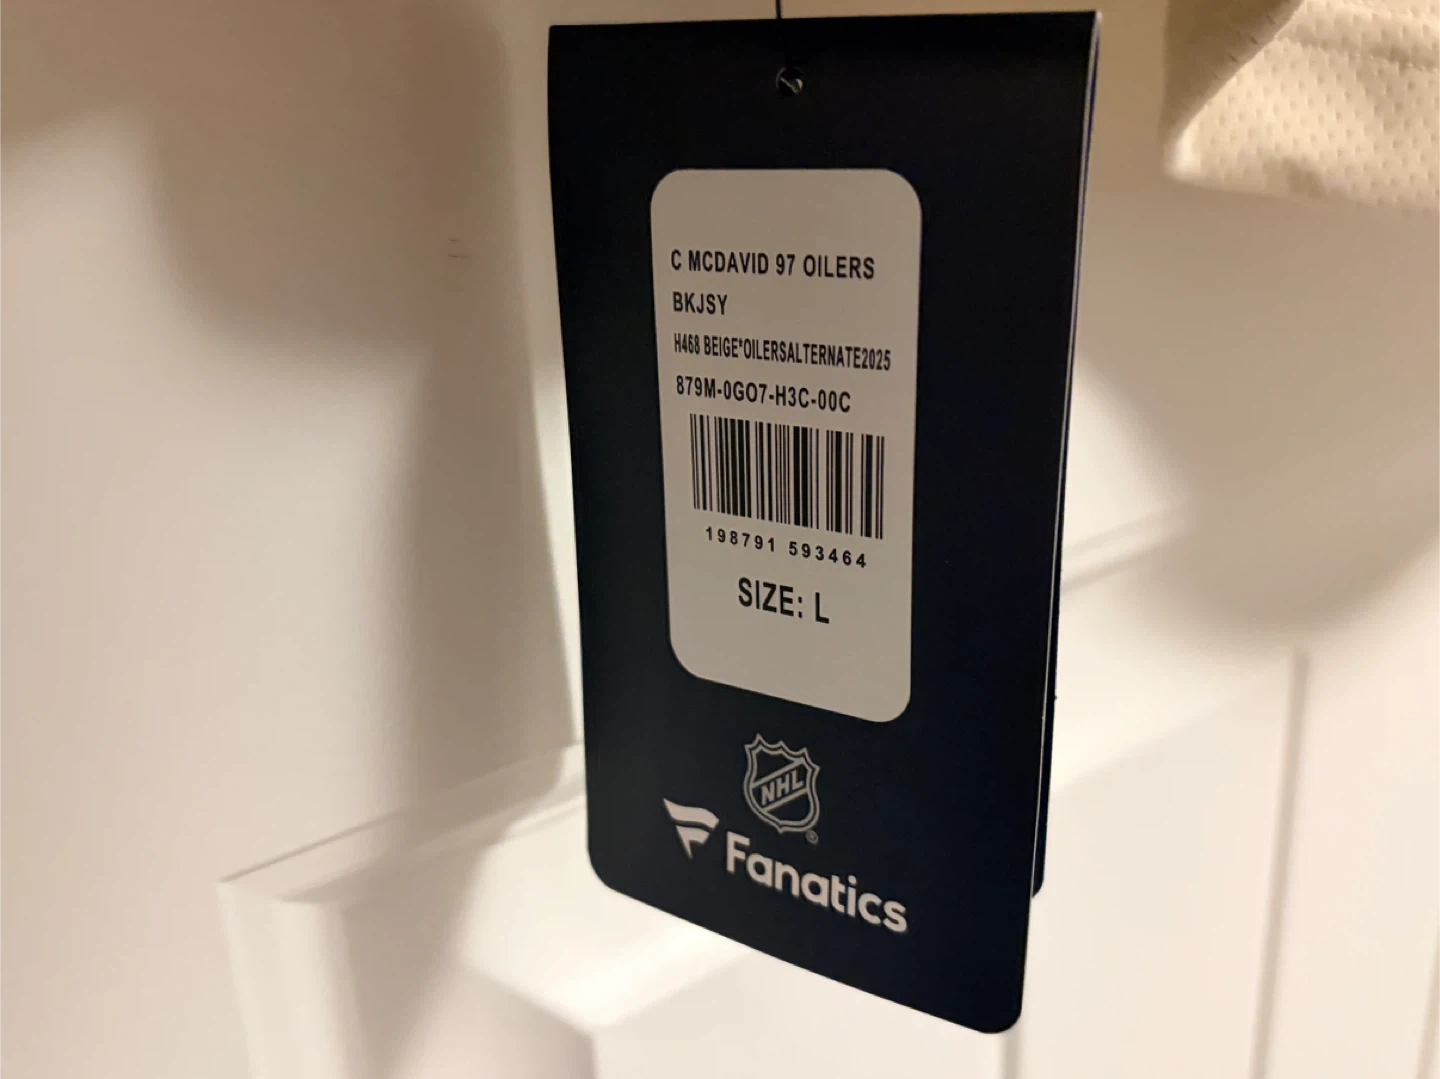 C MCDAVID 97 OILERS
BKJSY
H468 BEIGE*OILERSALTERNATE2025
879M-0GO7-H3C-00C
198791 593464
SIZE: L
NHL
®
Fanatics